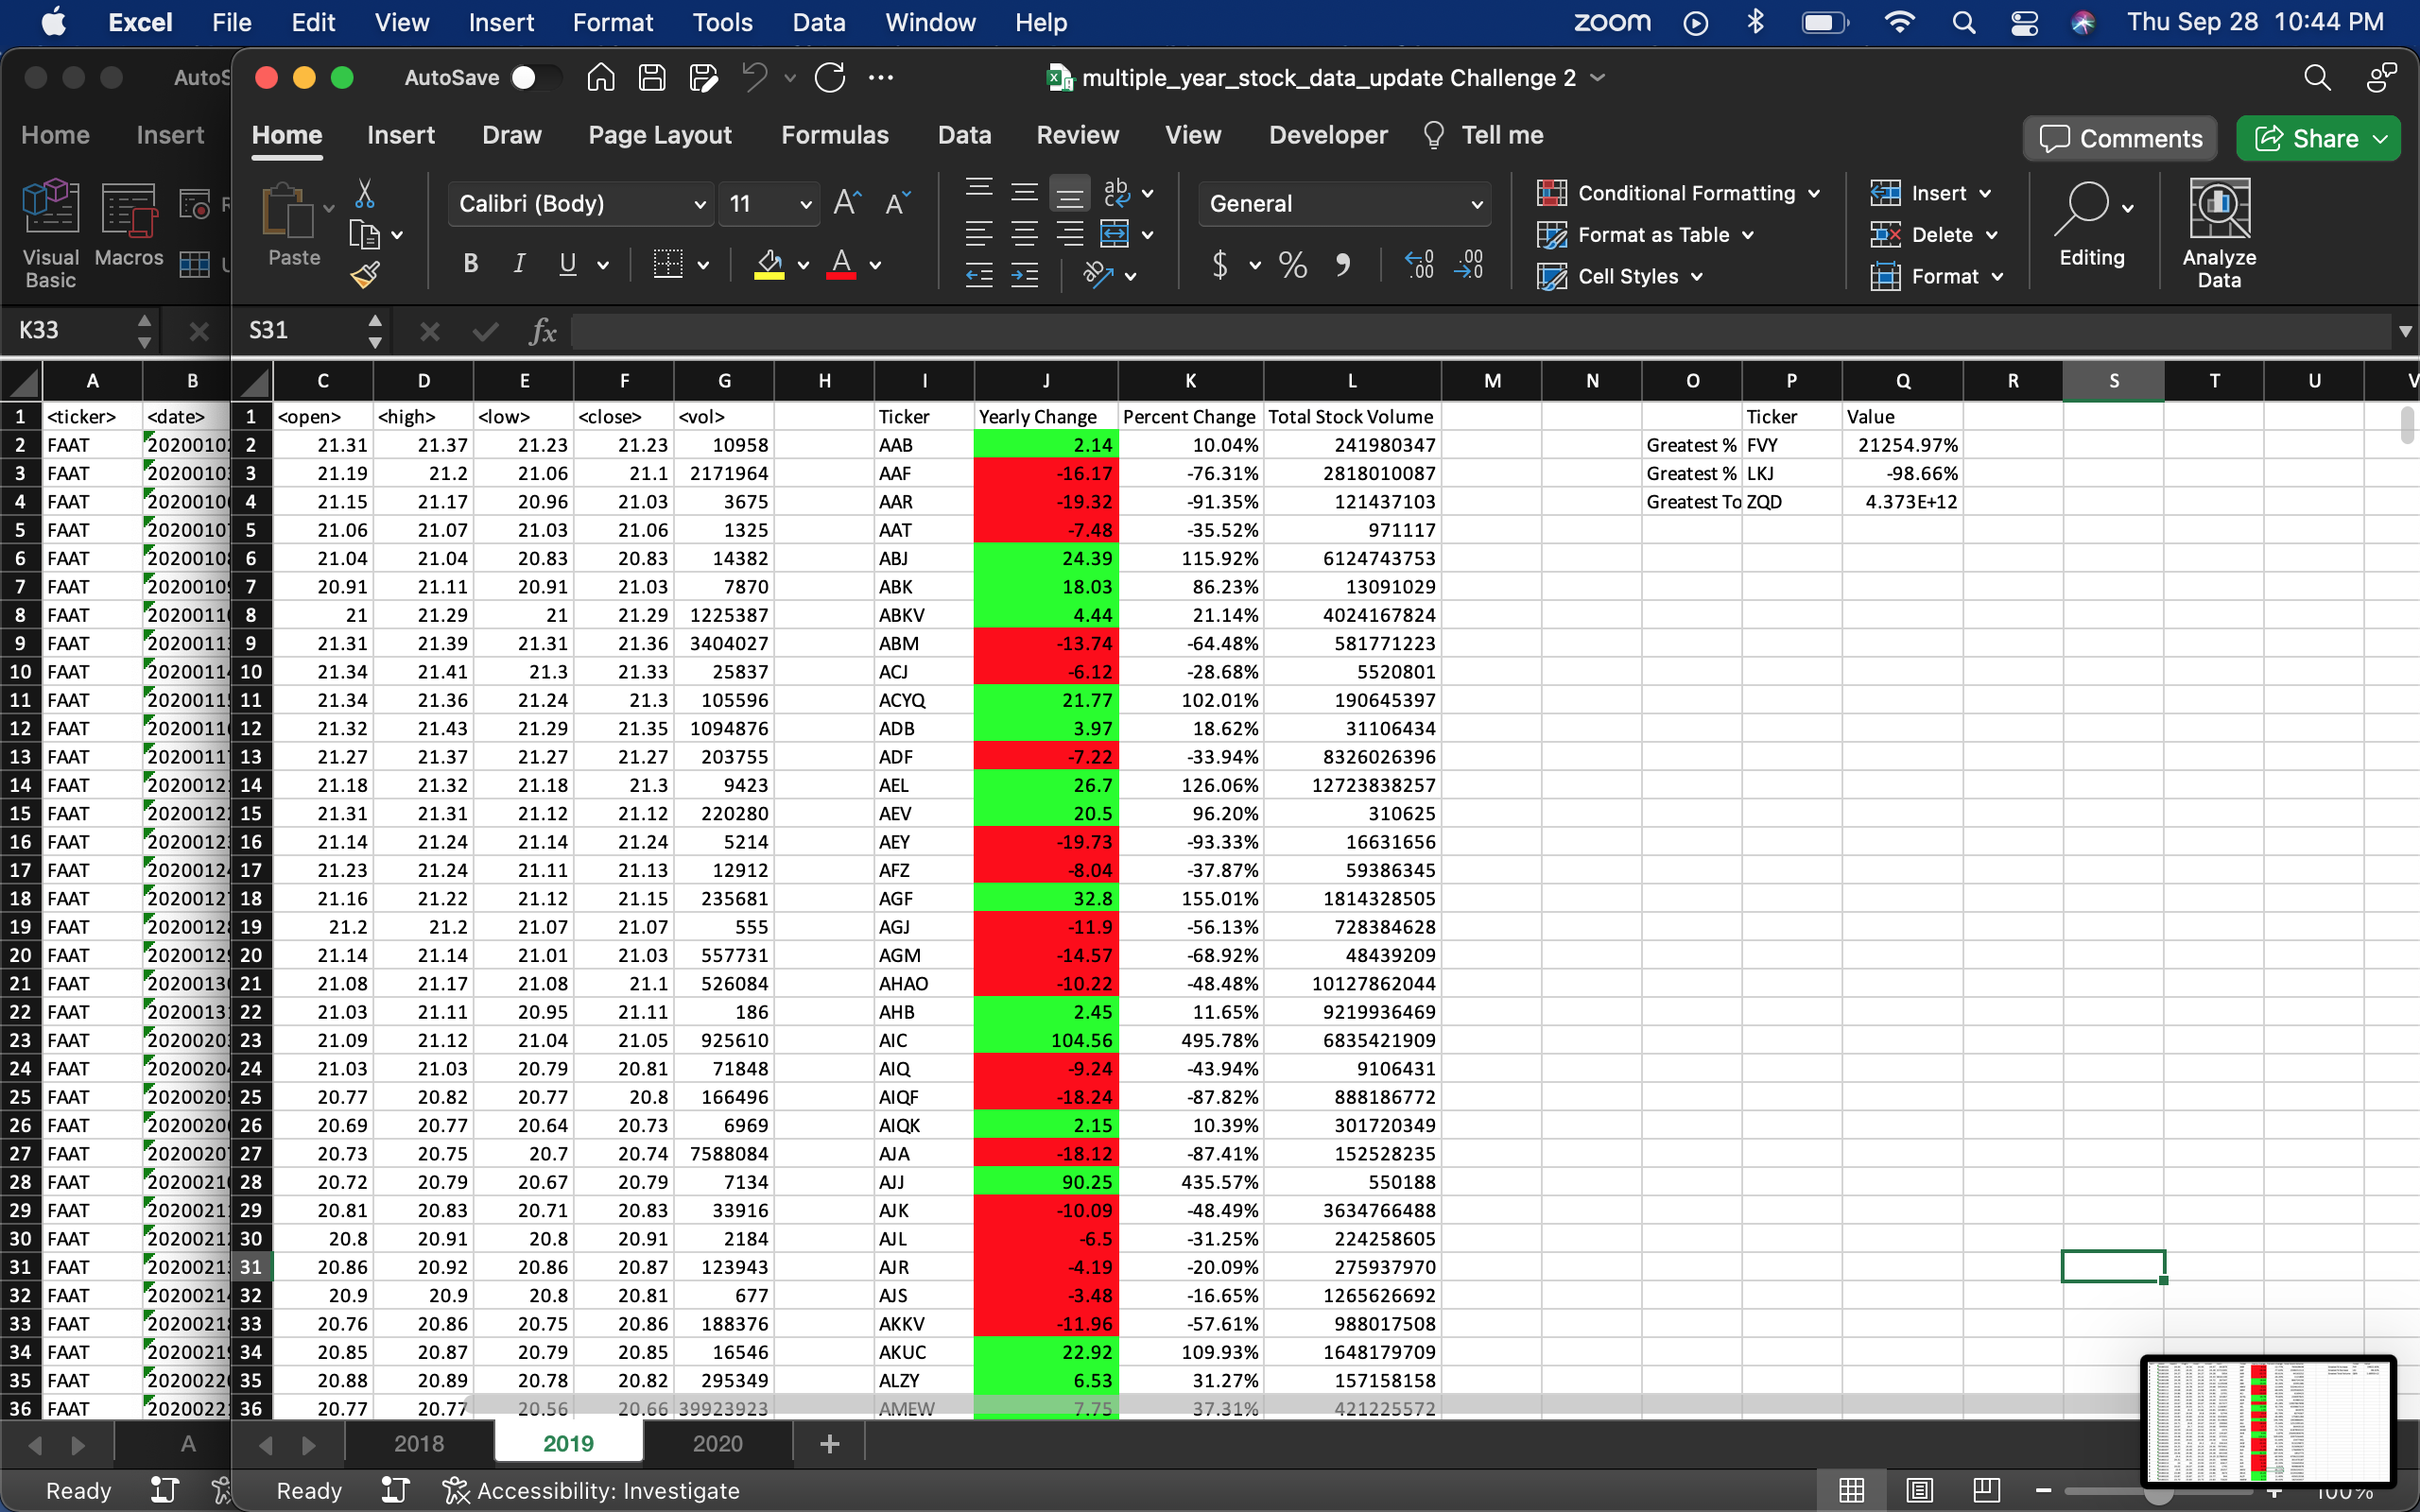 Excel File Edit View Insert Format Tools Data Window Help zoom Thu Sep 28 10:44 PM
AutoSave multiple_year_stock_data_update Challenge 2
Home Insert
Home Insert Draw Page Layout Formulas Data Review View Developer Tell me Comments Share
Visual Basic Macros
Paste Calibri (Body) 11 General Conditional Formatting Insert
B I U $ % Format as Table Delete Editing Analyze Data
Cell Styles Format
K33 S31 fx
A B C D E F G H I J K L M N O P Q R S T U
1 <ticker> <date> 1 <open> <high> <low> <close> <vol> Ticker Yearly Change Percent Change Total Stock Volume Ticker Value
2 FAAT 2 21.31 21.37 21.23 21.23 10958 AAB 2.14 10.04% 241980347 Greatest % FVY 21254.97%
3 FAAT 3 21.19 21.2 21.06 21.1 2171964 AAF -16.17 -76.31% 2818010087 Greatest % LKJ -98.66%
4 FAAT 4 21.15 21.17 20.96 21.03 3675 AAR -19.32 -91.35% 121437103 Greatest To ZQD 4.373E+12
5 FAAT 5 21.06 21.07 21.03 21.06 1325 AAT -7.48 -35.52% 971117
6 FAAT 6 21.04 21.04 20.83 20.83 14382 ABJ 24.39 115.92% 6124743753
7 FAAT 7 20.91 21.11 20.91 21.03 7870 ABK 18.03 86.23% 13091029
8 FAAT 8 21 21.29 21 21.29 1225387 ABKV 4.44 21.14% 4024167824
9 FAAT 9 21.31 21.39 21.31 21.36 3404027 ABM -13.74 -64.48% 581771223
10 FAAT 10 21.34 21.41 21.3 21.33 25837 ACJ -6.12 -28.68% 5520801
11 FAAT 11 21.34 21.36 21.24 21.3 105596 ACYQ 21.77 102.01% 190645397
12 FAAT 12 21.32 21.43 21.29 21.35 1094876 ADB 3.97 18.62% 31106434
13 FAAT 13 21.27 21.37 21.27 21.27 203755 ADF -7.22 -33.94% 8326026396
14 FAAT 14 21.18 21.32 21.18 21.3 9423 AEL 26.7 126.06% 12723838257
15 FAAT 15 21.31 21.31 21.12 21.12 220280 AEV 20.5 96.20% 310625
16 FAAT 16 21.14 21.24 21.14 21.24 5214 AEY -19.73 -93.33% 16631656
17 FAAT 17 21.23 21.24 21.11 21.13 12912 AFZ -8.04 -37.87% 59386345
18 FAAT 18 21.16 21.22 21.12 21.15 235681 AGF 32.8 155.01% 1814328505
19 FAAT 19 21.2 21.2 21.07 21.07 555 AGJ -11.9 -56.13% 728384628
20 FAAT 20 21.14 21.14 21.01 21.03 557731 AGM -14.57 -68.92% 48439209
21 FAAT 21 21.08 21.17 21.08 21.1 526084 AHAO -10.22 -48.48% 10127862044
22 FAAT 22 21.03 21.11 20.95 21.11 186 AHB 2.45 11.65% 9219936469
23 FAAT 23 21.09 21.12 21.04 21.05 925610 AIC 104.56 495.78% 6835421909
24 FAAT 24 21.03 21.03 20.79 20.81 71848 AIQ -9.24 -43.94% 9106431
25 FAAT 25 20.77 20.82 20.77 20.8 166496 AIQF -18.24 -87.82% 888186772
26 FAAT 26 20.69 20.77 20.64 20.73 6969 AIQK 2.15 10.39% 301720349
27 FAAT 27 20.73 20.75 20.7 20.74 7588084 AJA -18.12 -87.41% 152528235
28 FAAT 28 20.72 20.79 20.67 20.79 7134 AJJ 90.25 435.57% 550188
29 FAAT 29 20.81 20.83 20.71 20.83 33916 AJK -10.09 -48.49% 3634766488
30 FAAT 30 20.8 20.91 20.8 20.91 2184 AJL -6.5 -31.25% 224258605
31 FAAT 31 20.86 20.92 20.86 20.87 123943 AJR -4.19 -20.09% 275937970
32 FAAT 32 20.9 20.9 20.8 20.81 677 AJS -3.48 -16.65% 1265626692
33 FAAT 33 20.76 20.86 20.75 20.86 188376 AKKV -11.96 -57.61% 988017508
34 FAAT 34 20.85 20.87 20.79 20.85 16546 AKUC 22.92 109.93% 1648179709
35 FAAT 35 20.88 20.89 20.78 20.82 295349 ALZY 6.53 31.27% 157158158
36 FAAT 36 20.77 20.77 20.56 20.66 39923923 AMEW 7.75 37.31% 421225572
A 2018 2019 2020 +
Ready Ready Accessibility: Investigate 100%